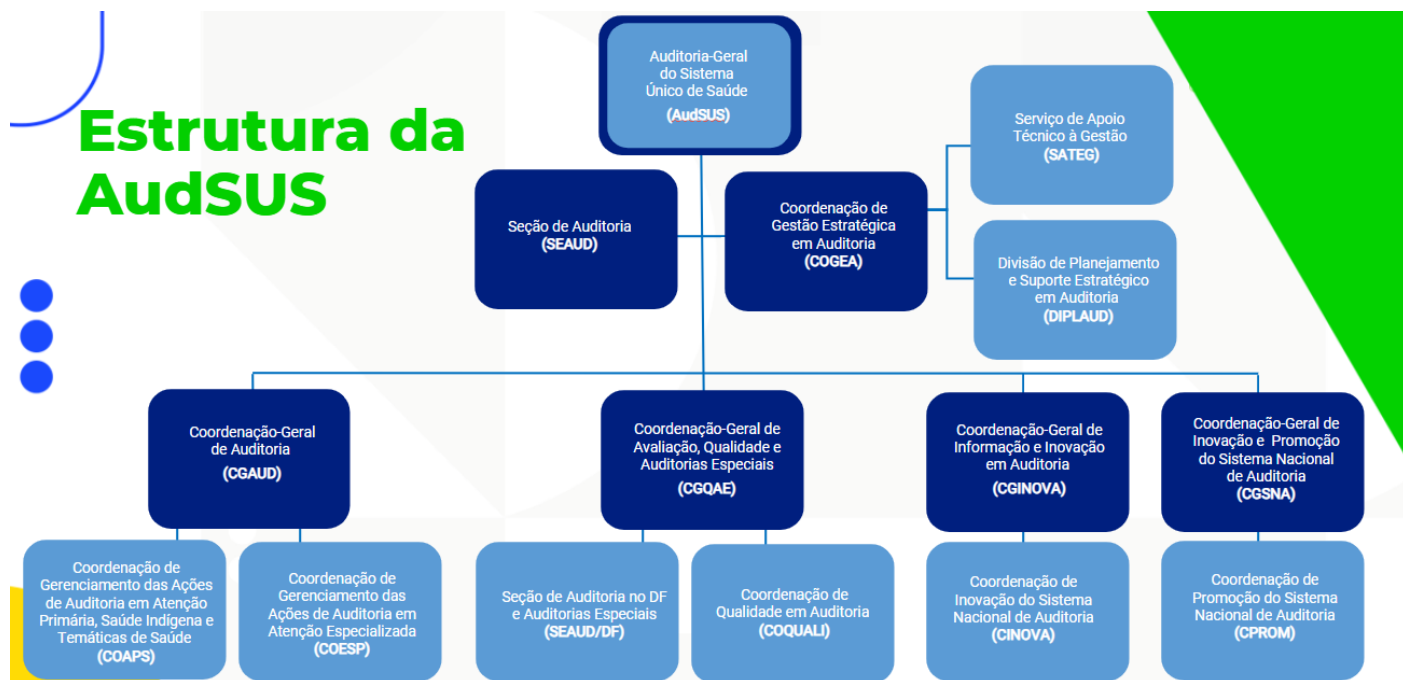 Estrutura da
AudSUS
Auditoria-Geral
do Sistema
Único de Saúde
(AudSUS)
Seção de Auditoria
(SEAUD)
Coordenação de
Gestão Estratégica
em Auditoria
(COGEA)
Serviço de Apoio
Técnico à Gestão
(SATEG)
Divisão de Planejamento
e Suporte Estratégico
em Auditoria
(DIPLAUD)
Coordenação-Geral
de Auditoria
(CGAUD)
Coordenação-Geral de
Avaliação, Qualidade e
Auditorias Especiais
(CGQAE)
Coordenação-Geral de
Informação e Inovação
em Auditoria
(CGINOVA)
Coordenação-Geral de
Inovação e Promoção
do Sistema Nacional
de Auditoria
(CGSNA)
Coordenação de
Gerenciamento das Ações
de Auditoria em Atenção
Primária, Saúde Indígena e
Temáticas de Saúde
(COAPS)
Coordenação de
Gerenciamento das
Ações de Auditoria em
Atenção Especializada
(COESP)
Seção de Auditoria no DF
e Auditorias Especiais
(SEAUD/DF)
Coordenação de
Qualidade em Auditoria
(COQUALI)
Coordenação de
Inovação do Sistema
Nacional de Auditoria
(CINOVA)
Coordenação de
Promoção do Sistema
Nacional de Auditoria
(CPROM)